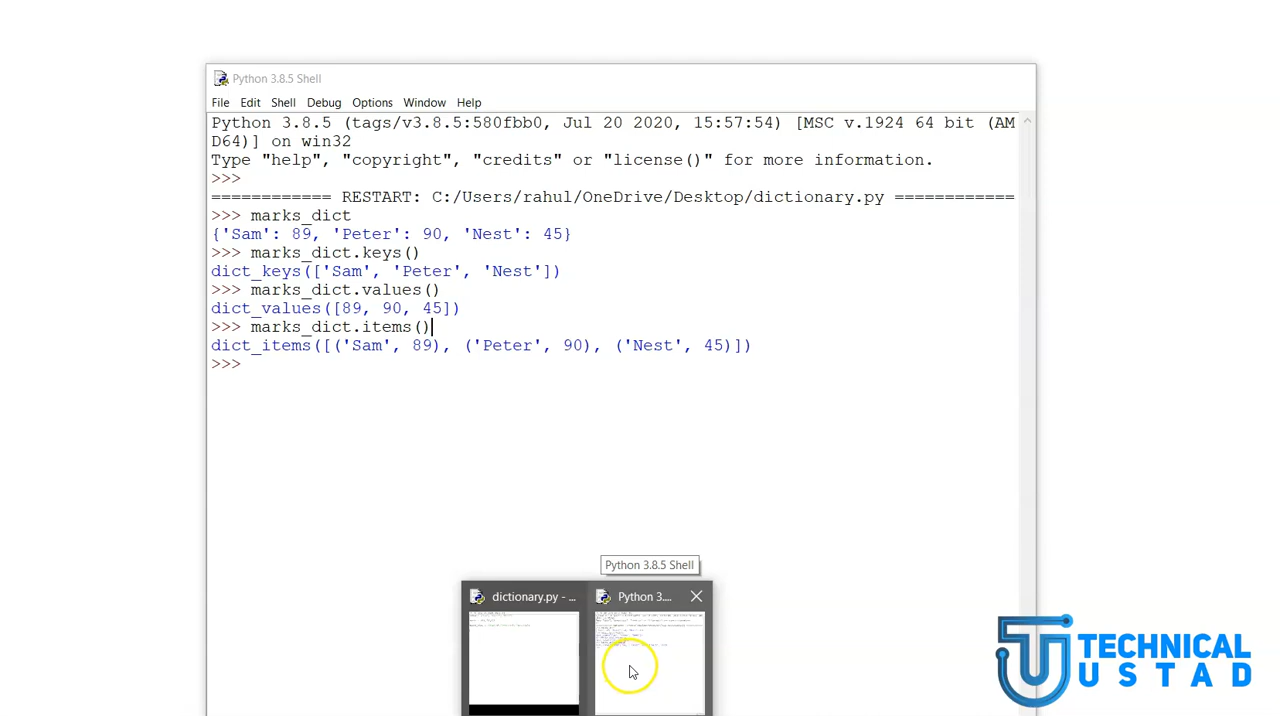 Python 3.8.5 Shell
File Edit Shell Debug Options Window Help
Python 3.8.5 (tags/v3.8.5:580fbb0, Jul 20 2020, 15:57:54) [MSC v.1924 64 bit (AM
D64)] on win32
Type "help", "copyright", "credits" or "license()" for more information.
>>>
============ RESTART: C:/Users/rahul/OneDrive/Desktop/dictionary.py ============
>>> marks_dict
{'Sam': 89, 'Peter': 90, 'Nest': 45}
>>> marks_dict.keys()
dict_keys(['Sam', 'Peter', 'Nest'])
>>> marks_dict.values()
dict_values([89, 90, 45])
>>> marks_dict.items()
dict_items([('Sam', 89), ('Peter', 90), ('Nest', 45)])
>>>
Python 3.8.5 Shell
dictionary.py - ...
Python 3....
TECHNICAL
USTAD